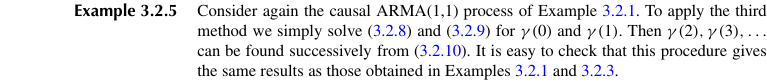 Example 3.2.5 Consider again the causal ARMA(1,1) process of Example 3.2.1. To apply the third
method we simply solve (3.2.8) and (3.2.9) for γ(0) and γ(1). Then γ(2), γ(3), . . .
can be found successively from (3.2.10). It is easy to check that this procedure gives
the same results as those obtained in Examples 3.2.1 and 3.2.3.